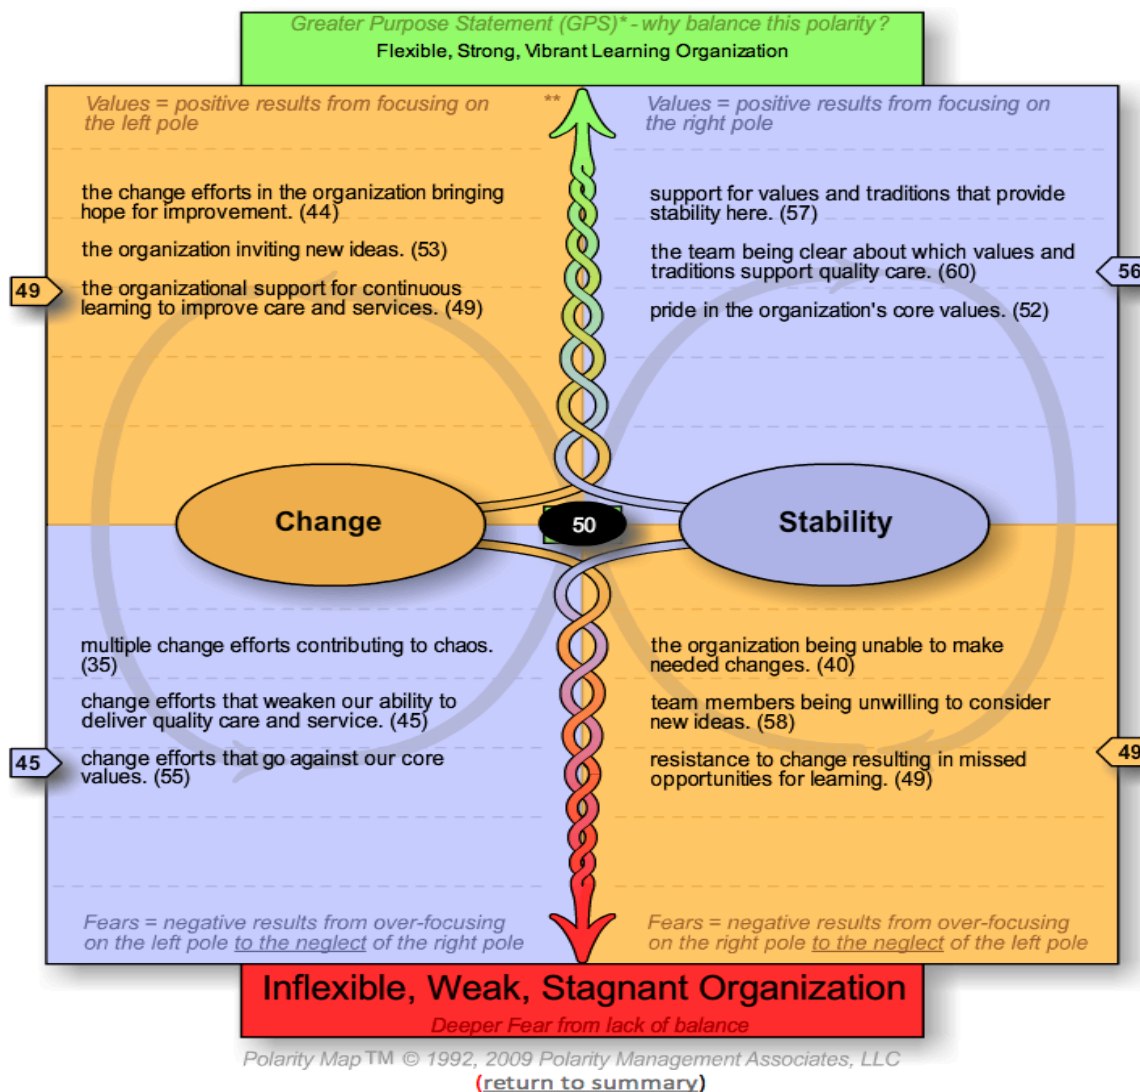 Greater Purpose Statement (GPS)* - why balance this polarity?
Flexible, Strong, Vibrant Learning Organization
Values = positive results from focusing on
the left pole
**
Values = positive results from focusing on
the right pole
the change efforts in the organization bringing
hope for improvement. (44)
the organization inviting new ideas. (53)
the organizational support for continuous
learning to improve care and services. (49)
49
support for values and traditions that provide
stability here. (57)
the team being clear about which values and
traditions support quality care. (60)
pride in the organization's core values. (52)
56
Change
50
Stability
multiple change efforts contributing to chaos.
(35)
change efforts that weaken our ability to
deliver quality care and service. (45)
change efforts that go against our core
values. (55)
45
the organization being unable to make
needed changes. (40)
team members being unwilling to consider
new ideas. (58)
resistance to change resulting in missed
opportunities for learning. (49)
49
Fears = negative results from over-focusing
on the left pole to the neglect of the right pole
Fears = negative results from over-focusing
on the right pole to the neglect of the left pole
Inflexible, Weak, Stagnant Organization
Deeper Fear from lack of balance
Polarity Map™ © 1992, 2009 Polarity Management Associates, LLC
(return to summary)